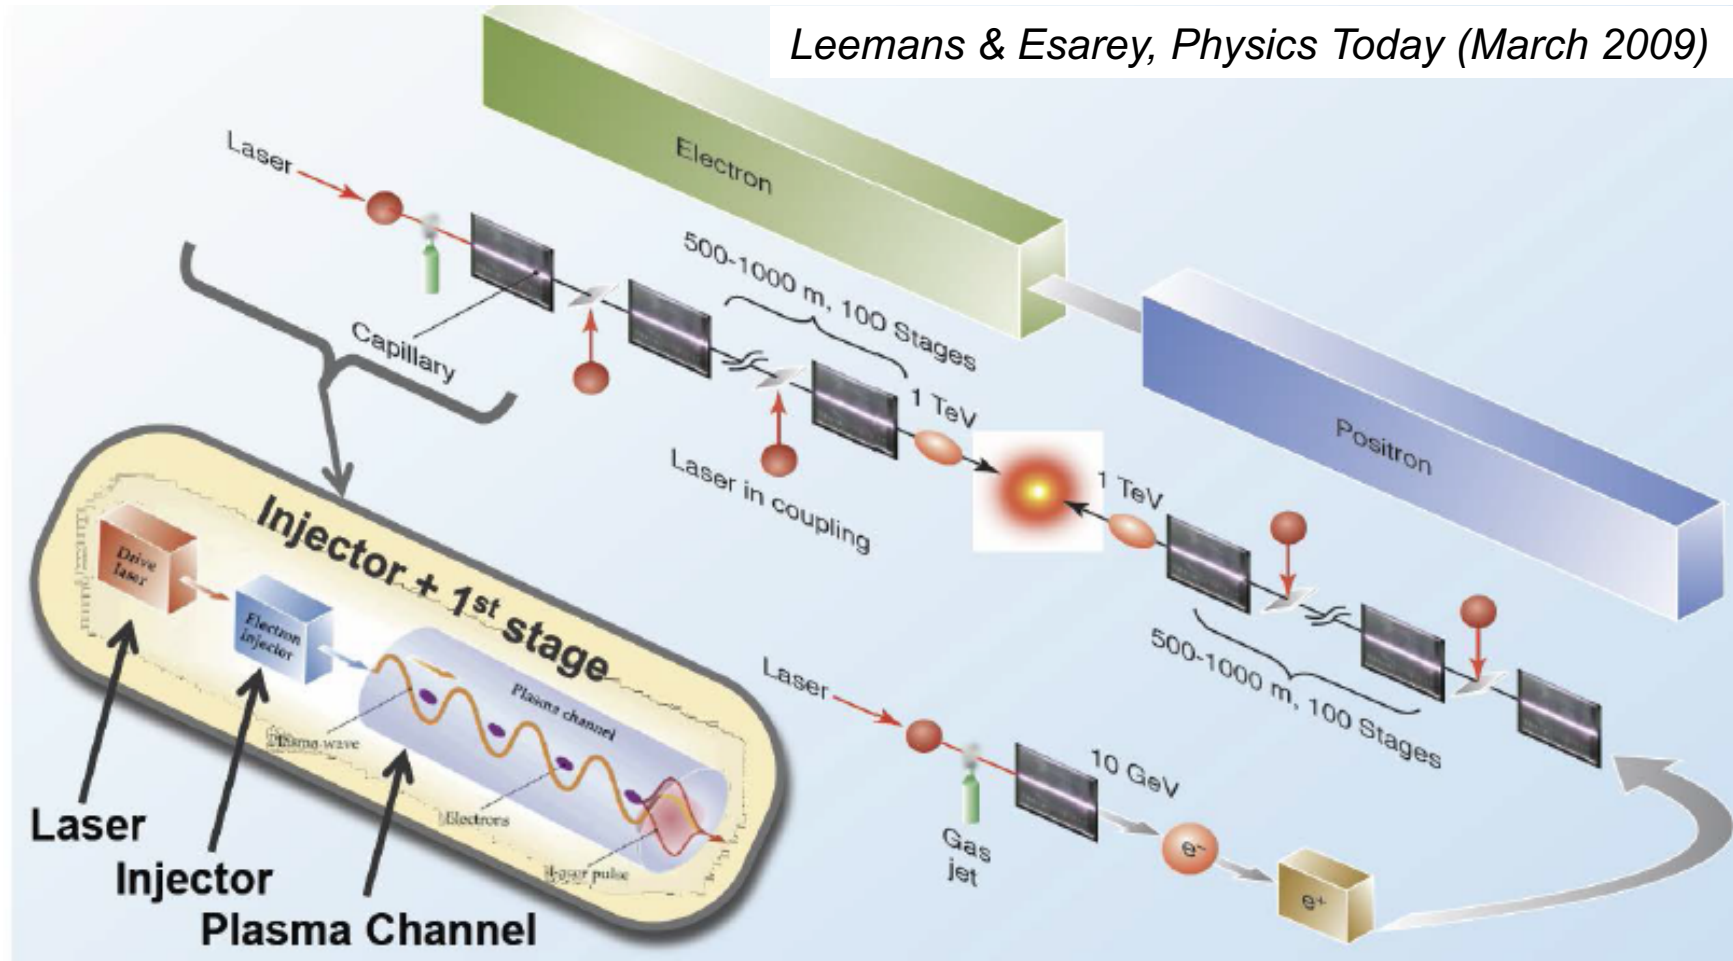 Leemans & Esarey, Physics Today (March 2009)
Electron
Laser
500-1000 m, 100 Stages
Capillary
1 TeV
Positron
Laser in coupling
1 TeV
Injector + 1st stage
Drive
laser
Electron
injector
Plasma channel
Plasma wave
Electrons
Laser pulse
500-1000 m, 100 Stages
Laser
10 GeV
Gas
jet
e−
e+
Laser
Injector
Plasma Channel